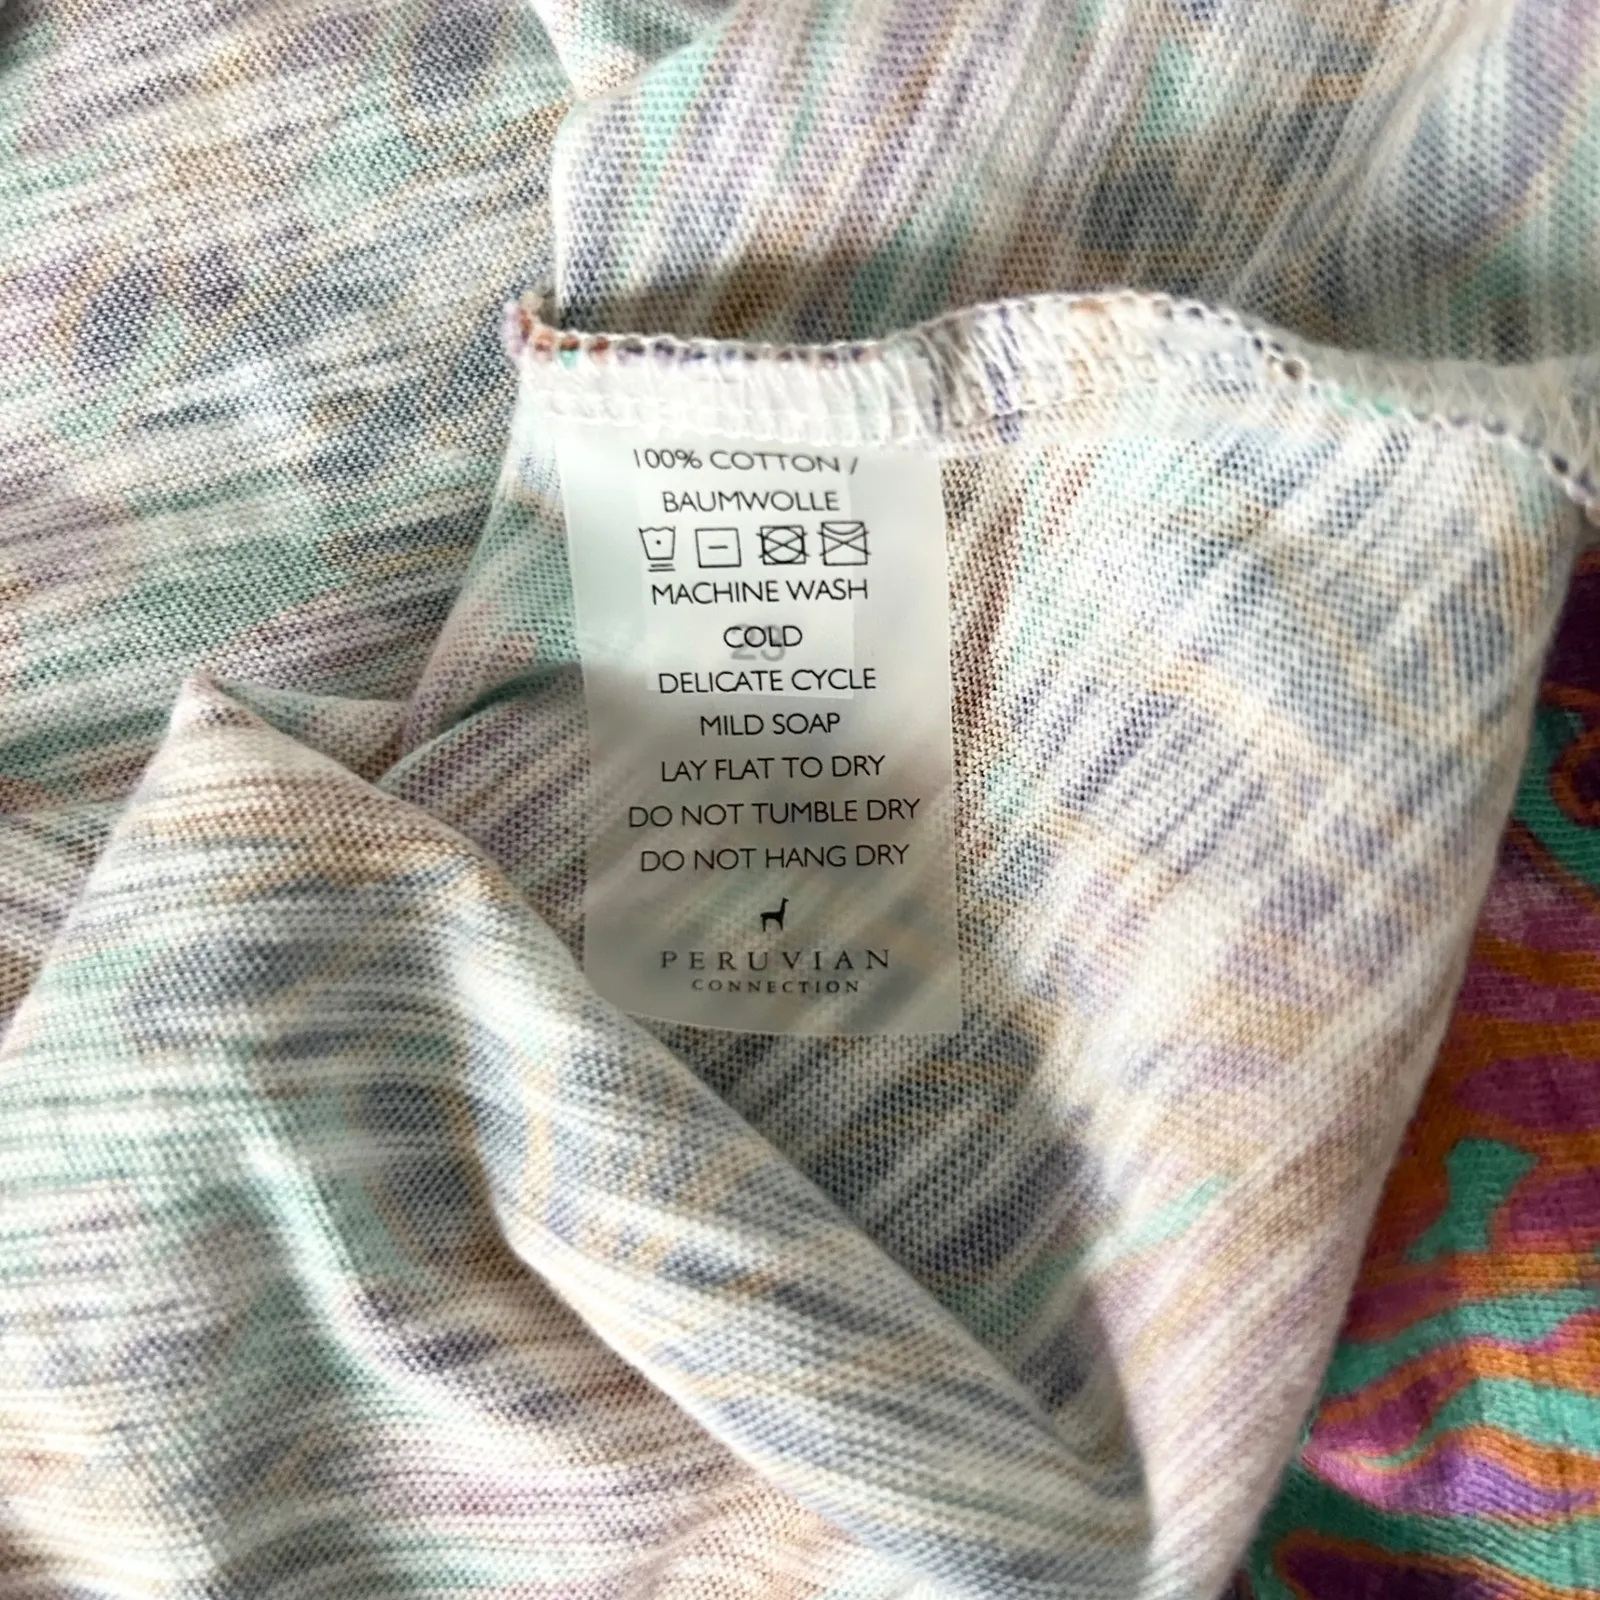 100% COTTON /
BAUMWOLLE
MACHINE WASH
COLD
DELICATE CYCLE
MILD SOAP
LAY FLAT TO DRY
DO NOT TUMBLE DRY
DO NOT HANG DRY
PERUVIAN
CONNECTION